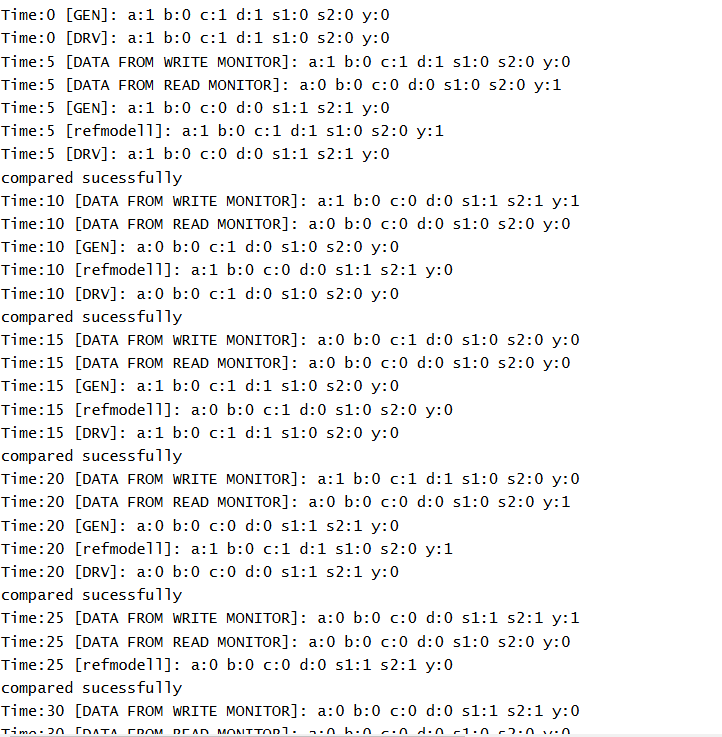 Time:0 [GEN]: a:1 b:0 c:1 d:1 s1:0 s2:0 y:0
Time:0 [DRV]: a:1 b:0 c:1 d:1 s1:0 s2:0 y:0
Time:5 [DATA FROM WRITE MONITOR]: a:1 b:0 c:1 d:1 s1:0 s2:0 y:0
Time:5 [DATA FROM READ MONITOR]: a:0 b:0 c:0 d:0 s1:0 s2:0 y:1
Time:5 [GEN]: a:1 b:0 c:0 d:0 s1:1 s2:1 y:0
Time:5 [refmodell]: a:1 b:0 c:1 d:1 s1:0 s2:0 y:1
Time:5 [DRV]: a:1 b:0 c:0 d:0 s1:1 s2:1 y:0
compared sucessfully
Time:10 [DATA FROM WRITE MONITOR]: a:1 b:0 c:0 d:0 s1:1 s2:1 y:1
Time:10 [DATA FROM READ MONITOR]: a:0 b:0 c:0 d:0 s1:0 s2:0 y:0
Time:10 [GEN]: a:0 b:0 c:1 d:0 s1:0 s2:0 y:0
Time:10 [refmodell]: a:1 b:0 c:0 d:0 s1:1 s2:1 y:0
Time:10 [DRV]: a:0 b:0 c:1 d:0 s1:0 s2:0 y:0
compared sucessfully
Time:15 [DATA FROM WRITE MONITOR]: a:0 b:0 c:1 d:0 s1:0 s2:0 y:0
Time:15 [DATA FROM READ MONITOR]: a:0 b:0 c:0 d:0 s1:0 s2:0 y:0
Time:15 [GEN]: a:1 b:0 c:1 d:1 s1:0 s2:0 y:0
Time:15 [refmodell]: a:0 b:0 c:1 d:0 s1:0 s2:0 y:0
Time:15 [DRV]: a:1 b:0 c:1 d:1 s1:0 s2:0 y:0
compared sucessfully
Time:20 [DATA FROM WRITE MONITOR]: a:1 b:0 c:1 d:1 s1:0 s2:0 y:0
Time:20 [DATA FROM READ MONITOR]: a:0 b:0 c:0 d:0 s1:0 s2:0 y:1
Time:20 [GEN]: a:0 b:0 c:0 d:0 s1:1 s2:1 y:0
Time:20 [refmodell]: a:1 b:0 c:1 d:1 s1:0 s2:0 y:1
Time:20 [DRV]: a:0 b:0 c:0 d:0 s1:1 s2:1 y:0
compared sucessfully
Time:25 [DATA FROM WRITE MONITOR]: a:0 b:0 c:0 d:0 s1:1 s2:1 y:1
Time:25 [DATA FROM READ MONITOR]: a:0 b:0 c:0 d:0 s1:0 s2:0 y:0
Time:25 [refmodell]: a:0 b:0 c:0 d:0 s1:1 s2:1 y:0
compared sucessfully
Time:30 [DATA FROM WRITE MONITOR]: a:0 b:0 c:0 d:0 s1:1 s2:1 y:0
Time:30 [DATA FROM READ MONITOR]: a:0 b:0 c:0 d:0 s1:0 s2:0 y:0